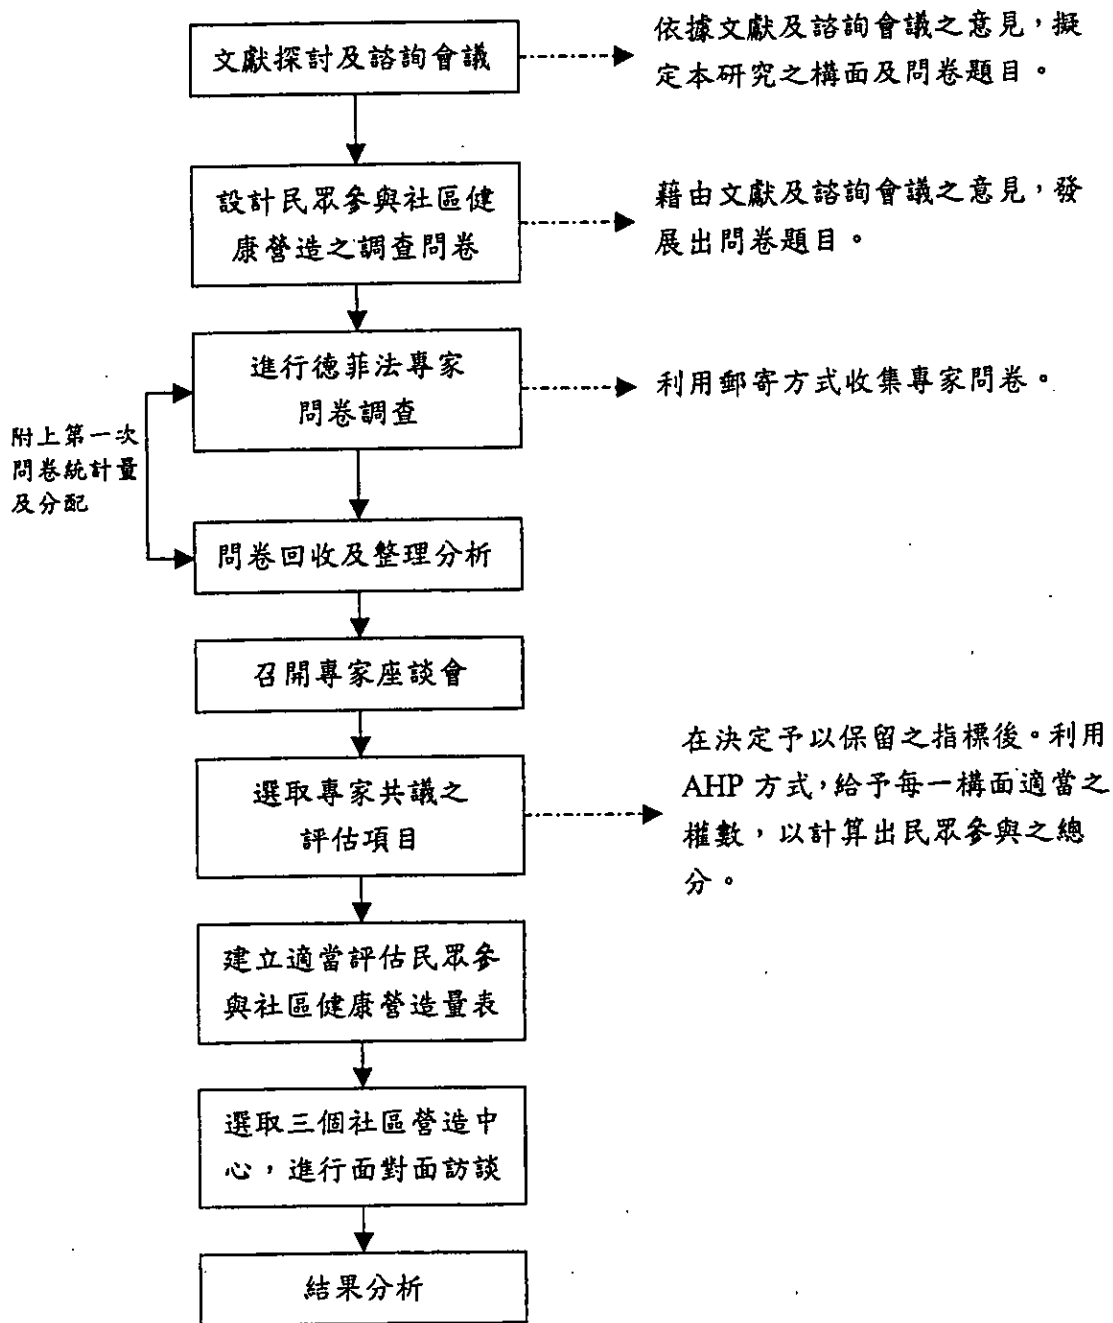 文獻探討及諮詢會議
依據文獻及諮詢會議之意見，擬
定本研究之構面及問卷題目。
設計民眾參與社區健
康營造之調查問卷
藉由文獻及諮詢會議之意見，發
展出問卷題目。
進行德菲法專家
問卷調查
利用郵寄方式收集專家問卷。
附上第一次
問卷統計量
及分配
問卷回收及整理分析
召開專家座談會
選取專家共議之
評估項目
在決定予以保留之指標後。利用
AHP 方式，給予每一構面適當之
權數，以計算出民眾參與之總
分。
建立適當評估民眾參
與社區健康營造量表
選取三個社區營造中
心，進行面對面訪談
結果分析